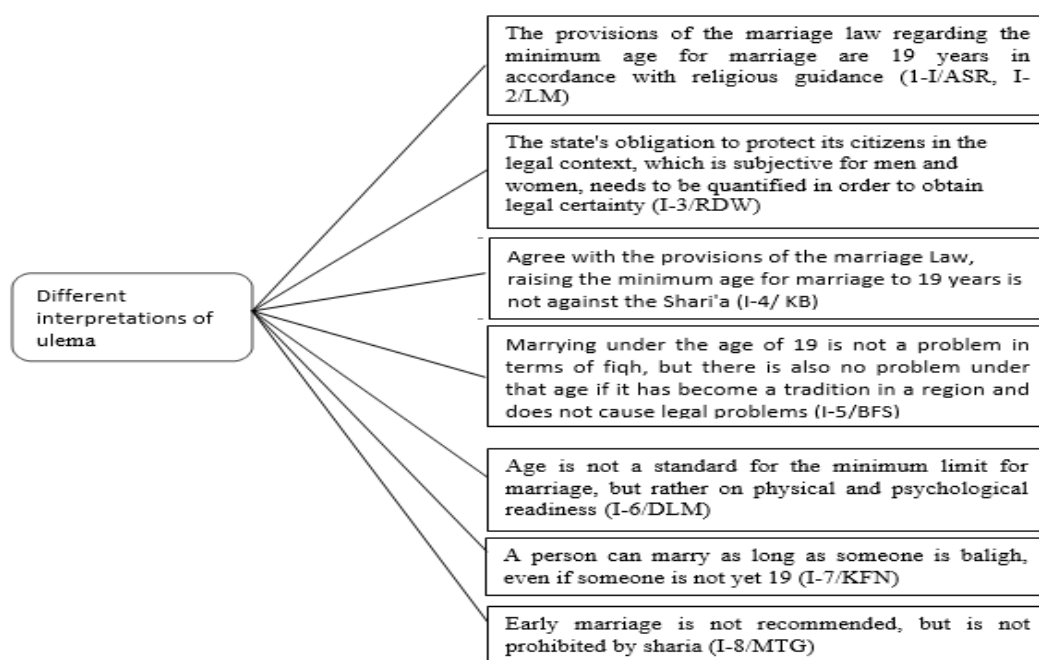 The provisions of the marriage law regarding the
minimum age for marriage are 19 years in
accordance with religious guidance (1-I/ASR, I-
2/LM)
The state's obligation to protect its citizens in the
legal context, which is subjective for men and
women, needs to be quantified in order to obtain
legal certainty (I-3/RDW)
Different
interpretations of
ulema
Agree with the provisions of the marriage Law,
raising the minimum age for marriage to 19 years is
not against the Shari'a (I-4/ KB)
Marrying under the age of 19 is not a problem in
terms of fiqh, but there is also no problem under
that age if it has become a tradition in a region and
does not cause legal problems (I-5/BFS)
Age is not a standard for the minimum limit for
marriage, but rather on physical and psychological
readiness (I-6/DLM)
A person can marry as long as someone is baligh,
even if someone is not yet 19 (I-7/KFN)
Early marriage is not recommended, but is not
prohibited by sharia (I-8/MTG)